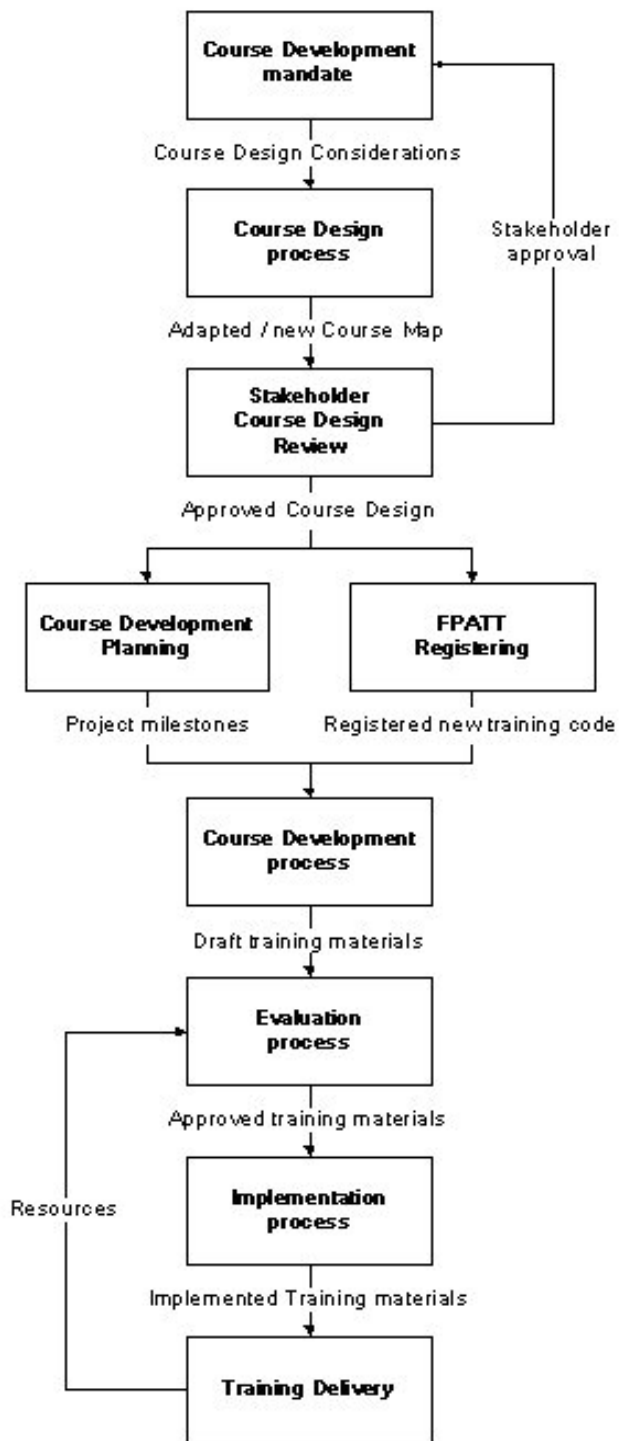 Course Development
mandate
Course Design Considerations
Course Design
process
Stakeholder
approval
Adapted / new Course Map
Stakeholder
Course Design
Review
Approved Course Design
Course Development
Planning
FPATT
Registering
Project milestones
Registered new training code
Course Development
process
Draft training materials
Evaluation
process
Approved training materials
Resources
Implementation
process
Implemented Training materials
Training Delivery